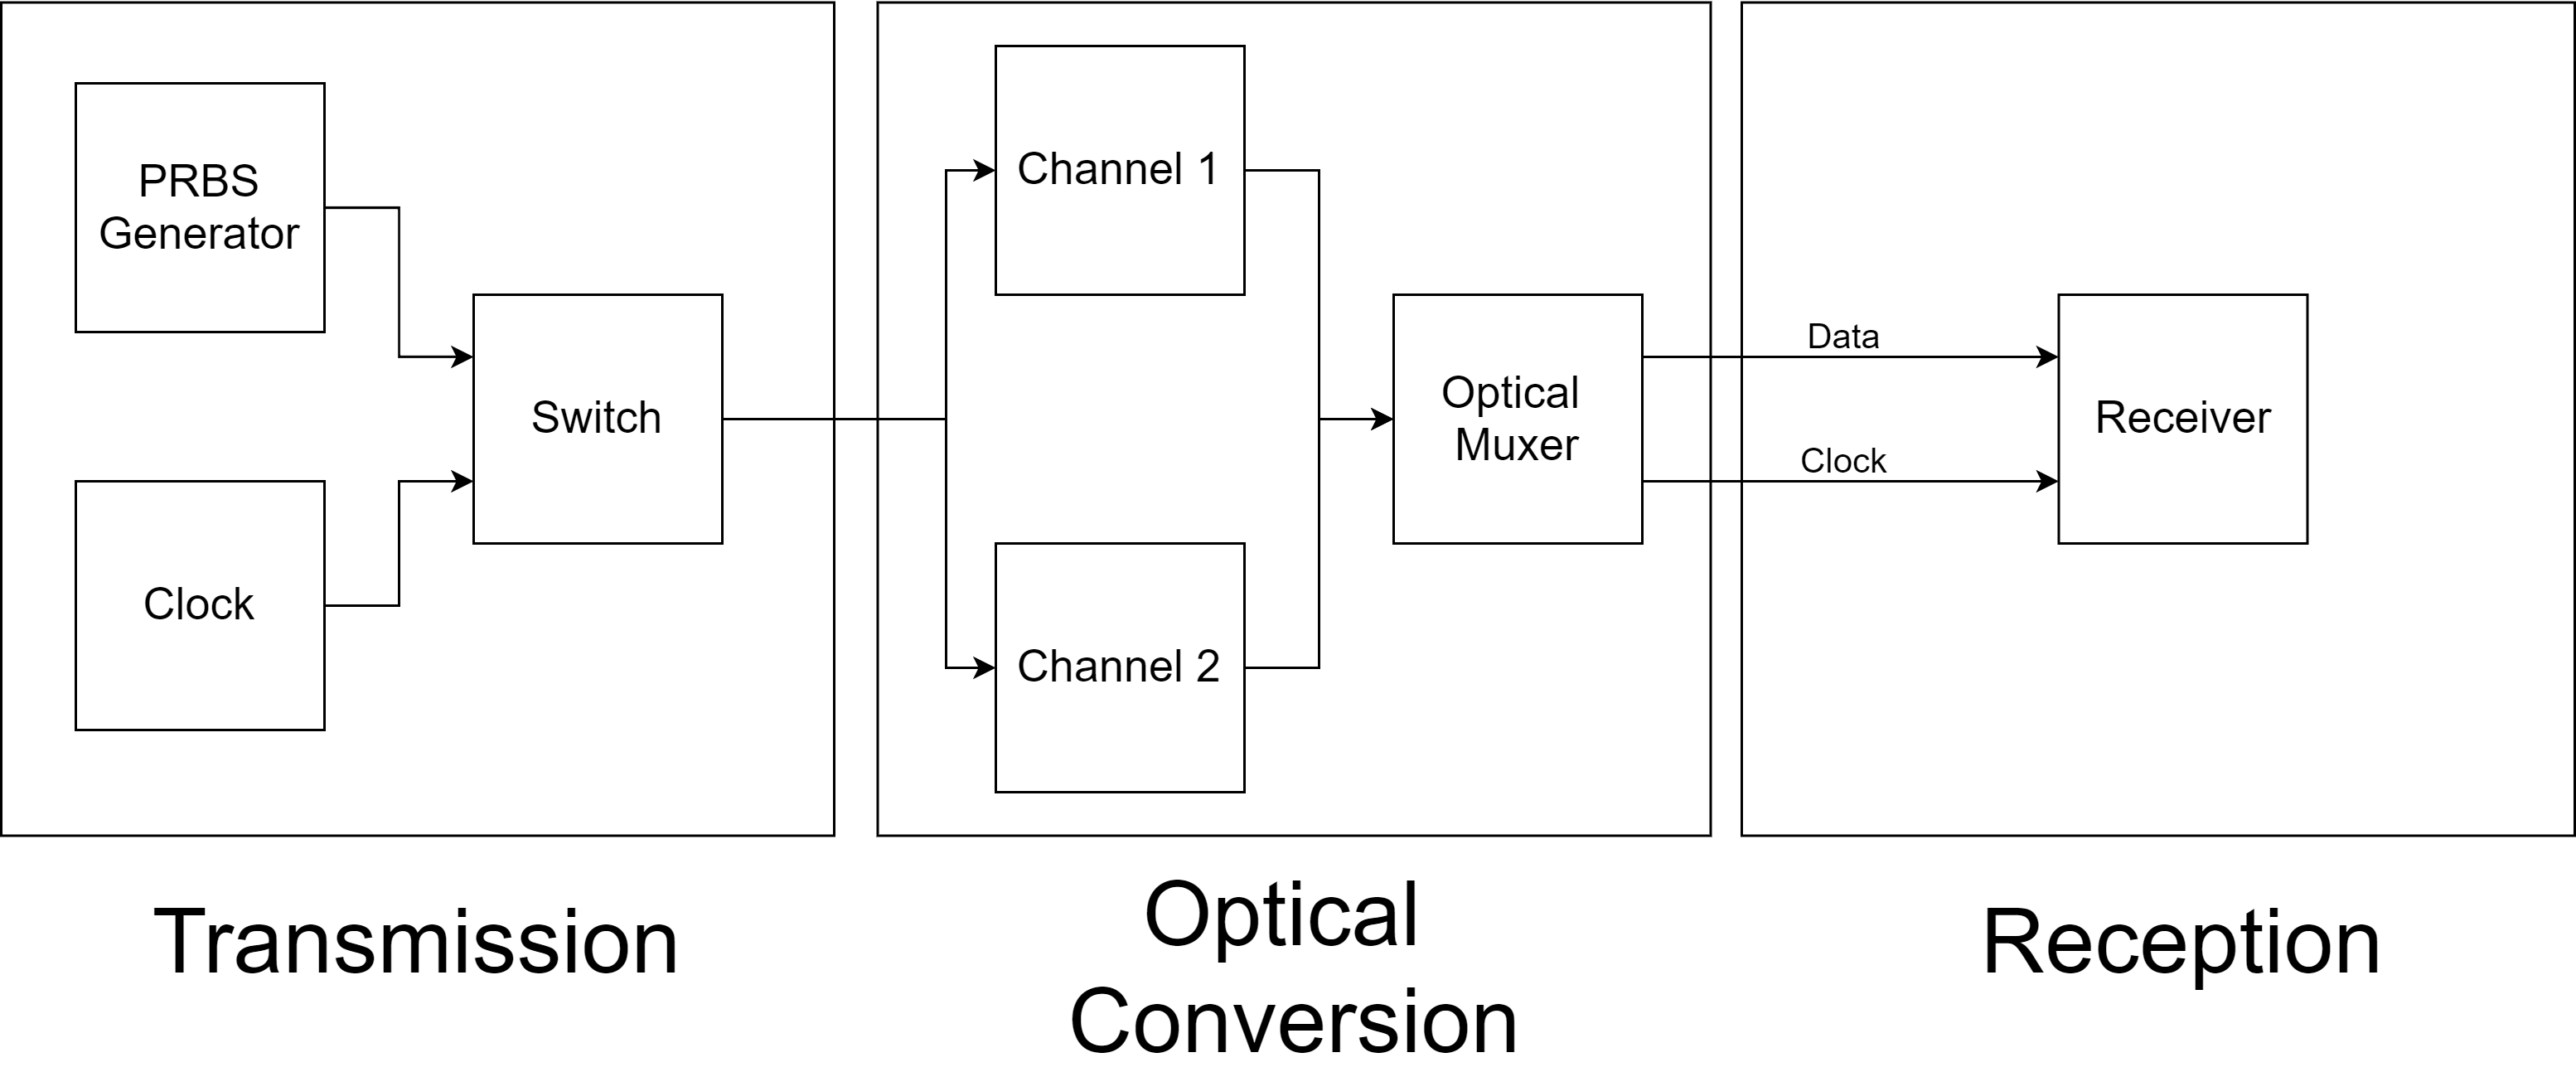 PRBS
Generator
Clock
Switch
Channel 1
Channel 2
Optical
Muxer
Data
Clock
Receiver
Transmission
Optical
Conversion
Reception